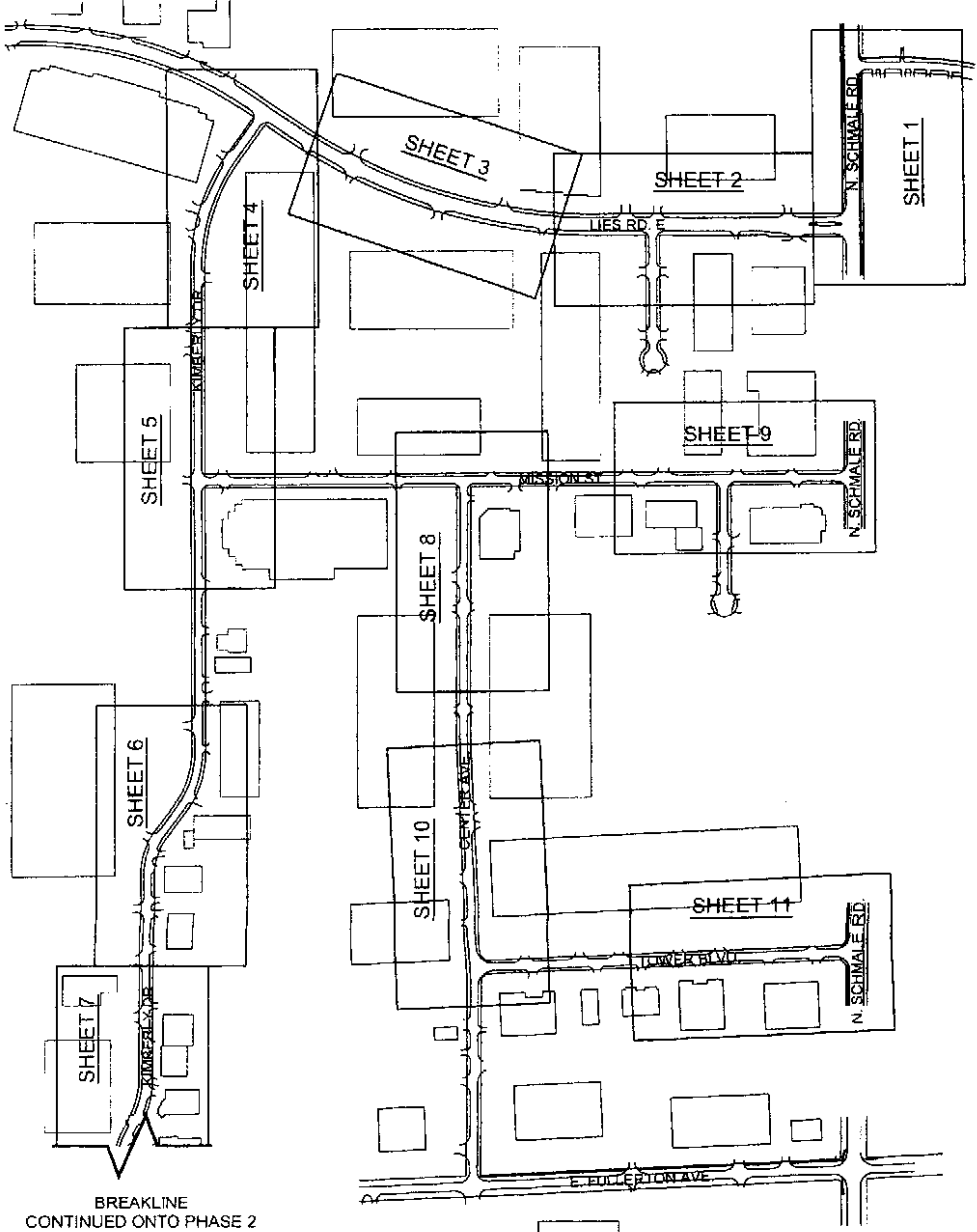 N. SCHMALE RD.
SHEET 1
SHEET 3
SHEET 2
LIES RD. E
SHEET 4
KIMBERLY DR
SHEET 5
SHEET 9
N. SCHMALE RD.
MISSION ST
SHEET 8
SHEET 6
CENTER AVE
SHEET 10
SHEET 11
N. SCHMALE RD.
TOWER BLVD.
SHEET 7
KIMBERLY DR
E. FULLERTON AVE.
BREAKLINE
CONTINUED ONTO PHASE 2